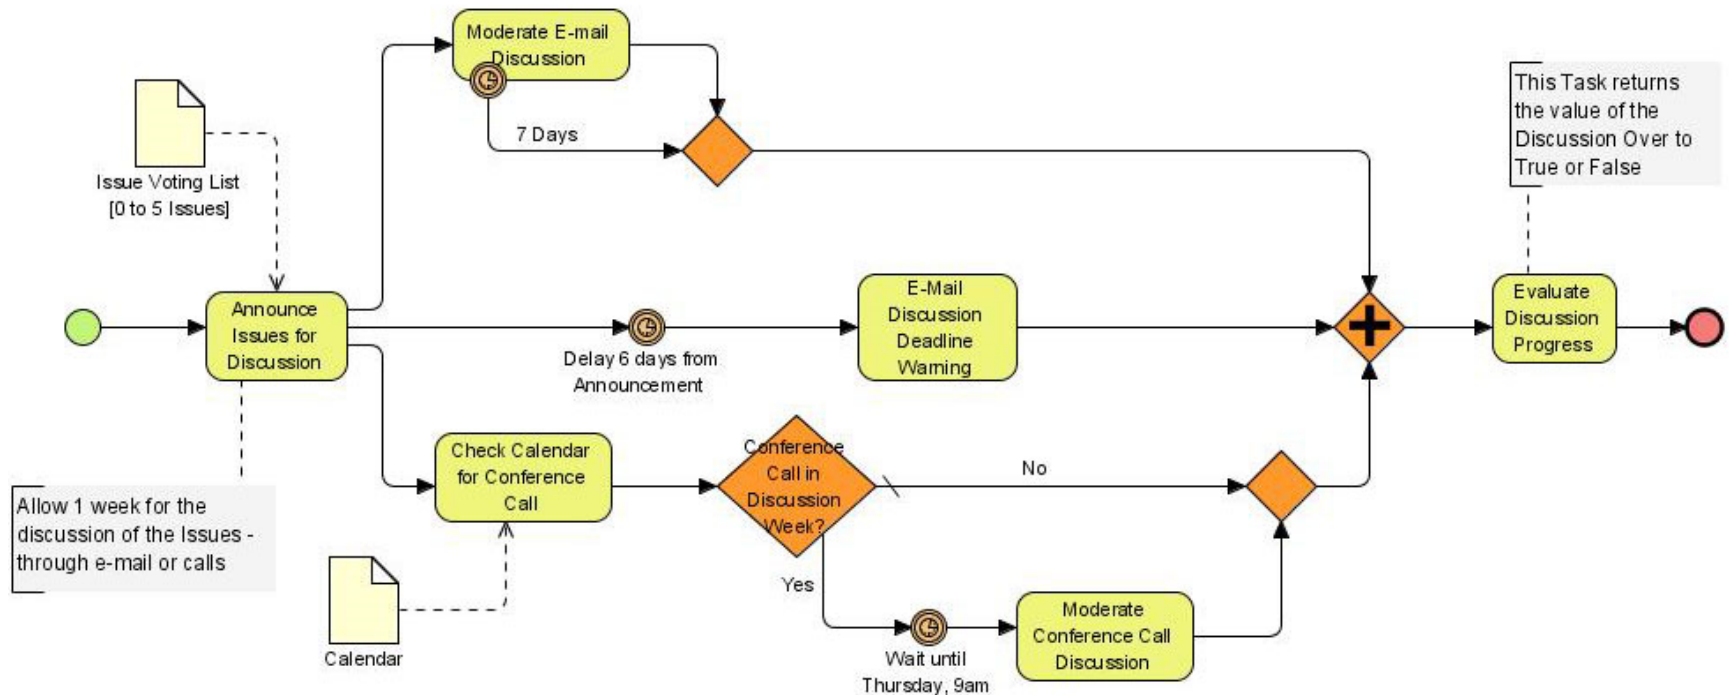 Moderate E-mail
Discussion
7 Days
This Task returns
the value of the
Discussion Over to
True or False
Issue Voting List
[0 to 5 Issues]
Announce
Issues for
Discussion
Delay 6 days from
Announcement
E-Mail
Discussion
Deadline
Warning
Evaluate
Discussion
Progress
Check Calendar
for Conference
Call
Conference
Call in
Discussion
Week?
No
Yes
Allow 1 week for the
discussion of the Issues -
through e-mail or calls
Calendar
Wait until
Thursday, 9am
Moderate
Conference Call
Discussion